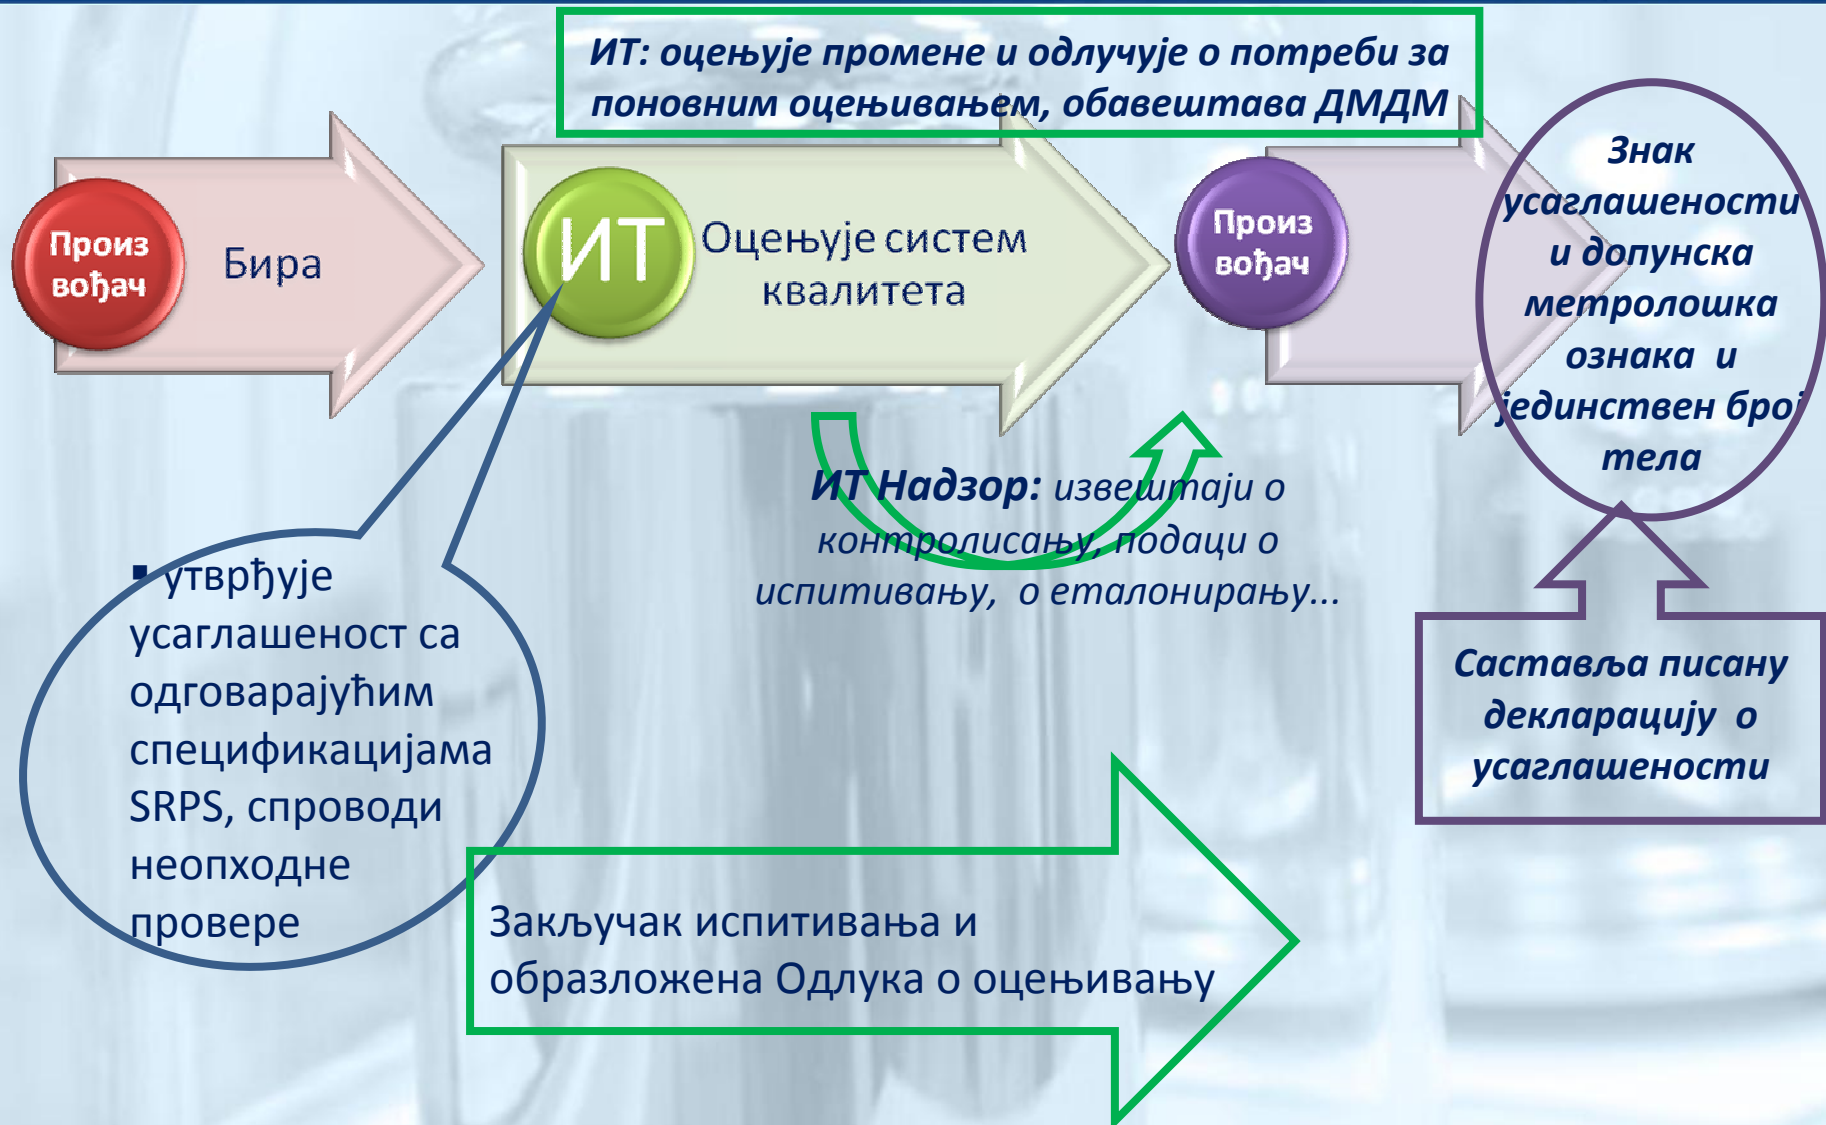 ИТ: оцењује промене и одлучује о потреби за
поновним оцењивањем, обавештава ДМДМ
Произ
вођач
Бира
ИТ
Оцењује систем
квалитета
Произ
вођач
Знак
усаглашености
и допунска
метролошка
ознака и
јединствен број
тела
ИТ Надзор: извештаји о
контролисању, подаци о
испитивању, о еталонирању...
▪ утврђује
усаглашеност са
одговарајућим
спецификацијама
SRPS, спроводи
неопходне
провере
Саставља писану
декларацију о
усаглашености
Закључак испитивања и
образложена Одлука о оцењивању